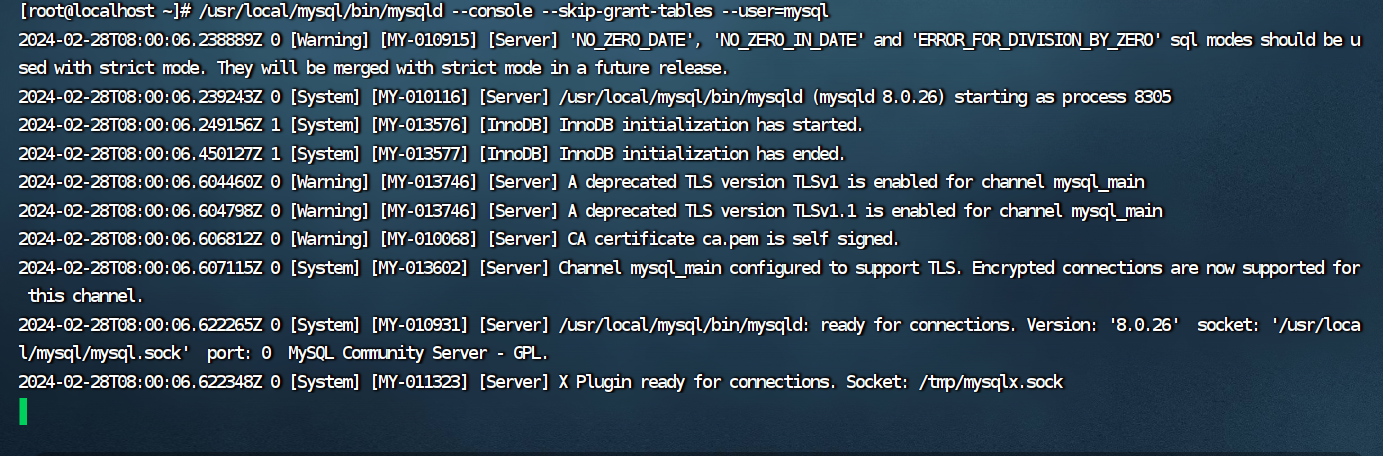 [root@localhost ~]# /usr/local/mysql/bin/mysqld --console --skip-grant-tables --user=mysql
2024-02-28T08:00:06.238889Z 0 [Warning] [MY-010915] [Server] 'NO_ZERO_DATE', 'NO_ZERO_IN_DATE' and 'ERROR_FOR_DIVISION_BY_ZERO' sql modes should be u
sed with strict mode. They will be merged with strict mode in a future release.
2024-02-28T08:00:06.239243Z 0 [System] [MY-010116] [Server] /usr/local/mysql/bin/mysqld (mysqld 8.0.26) starting as process 8305
2024-02-28T08:00:06.249156Z 1 [System] [MY-013576] [InnoDB] InnoDB initialization has started.
2024-02-28T08:00:06.450127Z 1 [System] [MY-013577] [InnoDB] InnoDB initialization has ended.
2024-02-28T08:00:06.604460Z 0 [Warning] [MY-013746] [Server] A deprecated TLS version TLSv1 is enabled for channel mysql_main
2024-02-28T08:00:06.604798Z 0 [Warning] [MY-013746] [Server] A deprecated TLS version TLSv1.1 is enabled for channel mysql_main
2024-02-28T08:00:06.606812Z 0 [Warning] [MY-010068] [Server] CA certificate ca.pem is self signed.
2024-02-28T08:00:06.607115Z 0 [System] [MY-013602] [Server] Channel mysql_main configured to support TLS. Encrypted connections are now supported for
 this channel.
2024-02-28T08:00:06.622265Z 0 [System] [MY-010931] [Server] /usr/local/mysql/bin/mysqld: ready for connections. Version: '8.0.26'  socket: '/usr/loca
l/mysql/mysql.sock'  port: 0  MySQL Community Server - GPL.
2024-02-28T08:00:06.622348Z 0 [System] [MY-011323] [Server] X Plugin ready for connections. Socket: /tmp/mysqlx.sock